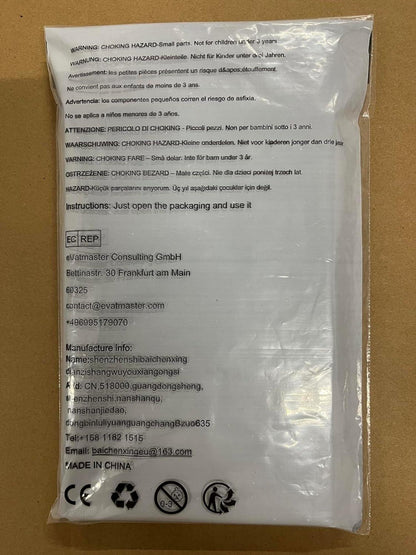 WARNING: CHOKING HAZARD-Small parts. Not for children under 3 years.
WARNUNG: CHOKING HAZARD-Kleinteile. Nicht für Kinder unter drei Jahren.
Avertissement: les petites pièces présentent un risque d&apos;étouffement.
Ne convient pas aux enfants de moins de 3 ans.
Advertencia: los componentes pequeños corren el riesgo de asfixia.
No se aplica a niños menores de 3 años.
ATTENZIONE: PERICOLO DI CHOKING - Piccoli pezzi. Non per bambini sotto i 3 anni.
WAARSCHUWING: CHOKING HAZARD-Kleine onderdelen. Niet voor kinderen jonger dan drie jaar.
VARNING: CHOKING FARE – Små delar. Inte för barn under 3 år.
OSTRZEŻENIE: CHOKING BEZARD – Małe części. Nie dla dzieci poniżej trzech lat.
HAZARD-Küçük parçalarını arıyorum. Üç yıl aşağıdaki çocuklar için değil.
Instructions: Just open the packaging and use it
EC REP
eVatmaster Consulting GmbH
Bettinastr. 30 Frankfurt am Main
60325
contact@evatmaster.com
+496995179070
Manufacture info:
Name:shenzhenshibaichenxing
dianzishangwuyouxiangongsi
Add: CN,518000,guangdongsheng,
shenzhenshi,nanshanqu,
nanshanjiedao,
dongbinluliyuanguangchangBzuo635
Tel:+158 1162 1515
Email: baichenxingeu@163.com
MADE IN CHINA
CE
0-3